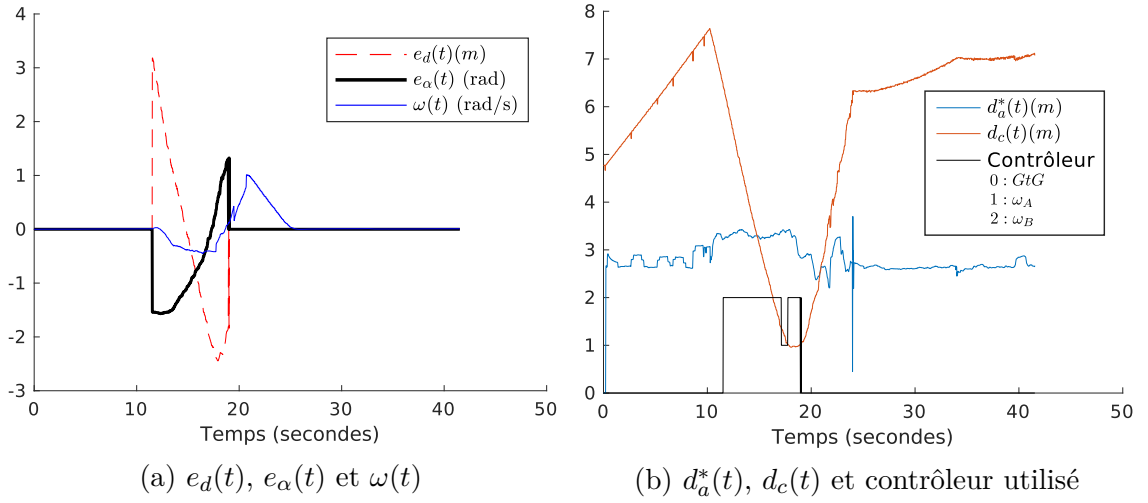 4
3
2
1
0
-1
-2
-3
0 10 20 30 40 50
Temps (secondes)
e_d(t)(m)
e_α(t) (rad)
ω(t) (rad/s)
(a) e_d(t), e_α(t) et ω(t)
8
7
6
5
4
3
2
1
0
0 10 20 30 40 50
Temps (secondes)
d_a^*(t)(m)
d_c(t)(m)
Contrôleur
0 : GtG
1 : ω_A
2 : ω_B
(b) d_a^*(t), d_c(t) et contrôleur utilisé